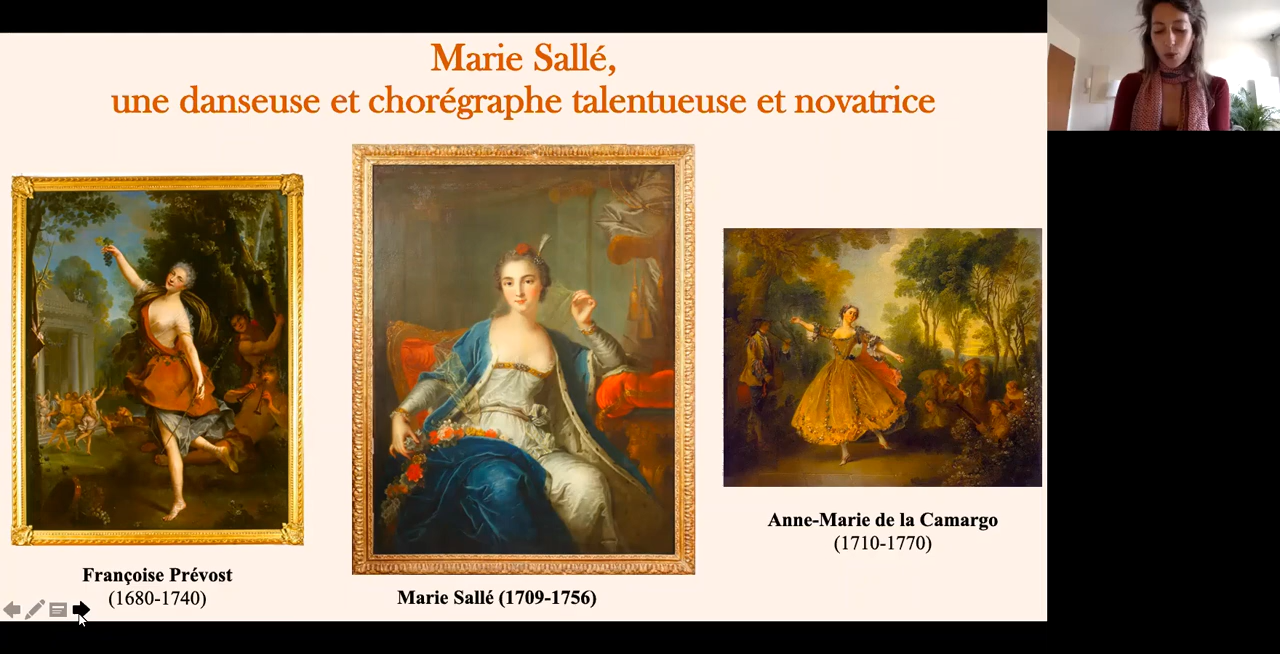 Marie Sallé,
une danseuse et chorégraphe talentueuse et novatrice
Françoise Prévost
(1680-1740)
Marie Sallé (1709-1756)
Anne-Marie de la Camargo
(1710-1770)